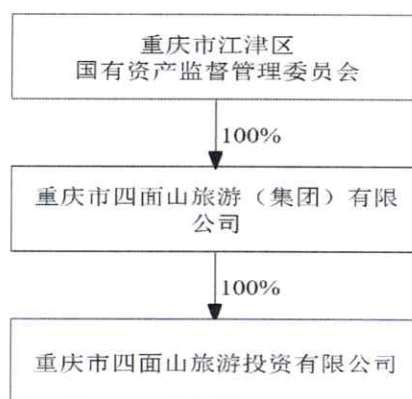 重庆市江津区
国有资产监督管理委员会
100%
重庆市四面山旅游（集团）有限
公司
100%
重庆市四面山旅游投资有限公司